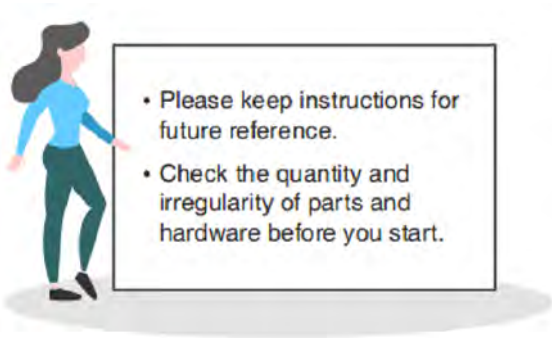 • Please keep instructions for
future reference.
• Check the quantity and
irregularity of parts and
hardware before you start.